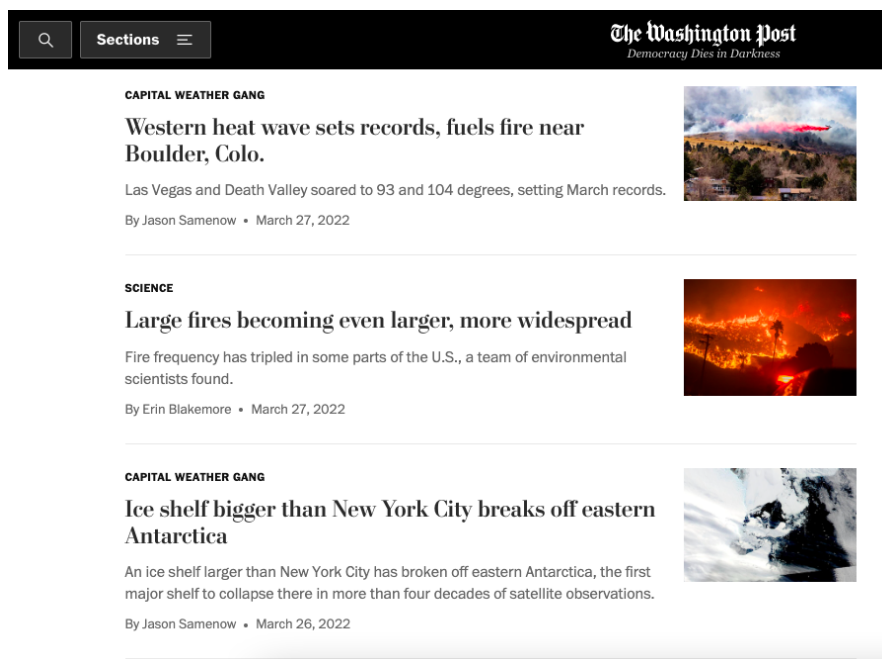 Sections
The Washington Post
Democracy Dies in Darkness
CAPITAL WEATHER GANG
Western heat wave sets records, fuels fire near
Boulder, Colo.
Las Vegas and Death Valley soared to 93 and 104 degrees, setting March records.
By Jason Samenow • March 27, 2022
SCIENCE
Large fires becoming even larger, more widespread
Fire frequency has tripled in some parts of the U.S., a team of environmental
scientists found.
By Erin Blakemore • March 27, 2022
CAPITAL WEATHER GANG
Ice shelf bigger than New York City breaks off eastern
Antarctica
An ice shelf larger than New York City has broken off eastern Antarctica, the first
major shelf to collapse there in more than four decades of satellite observations.
By Jason Samenow • March 26, 2022